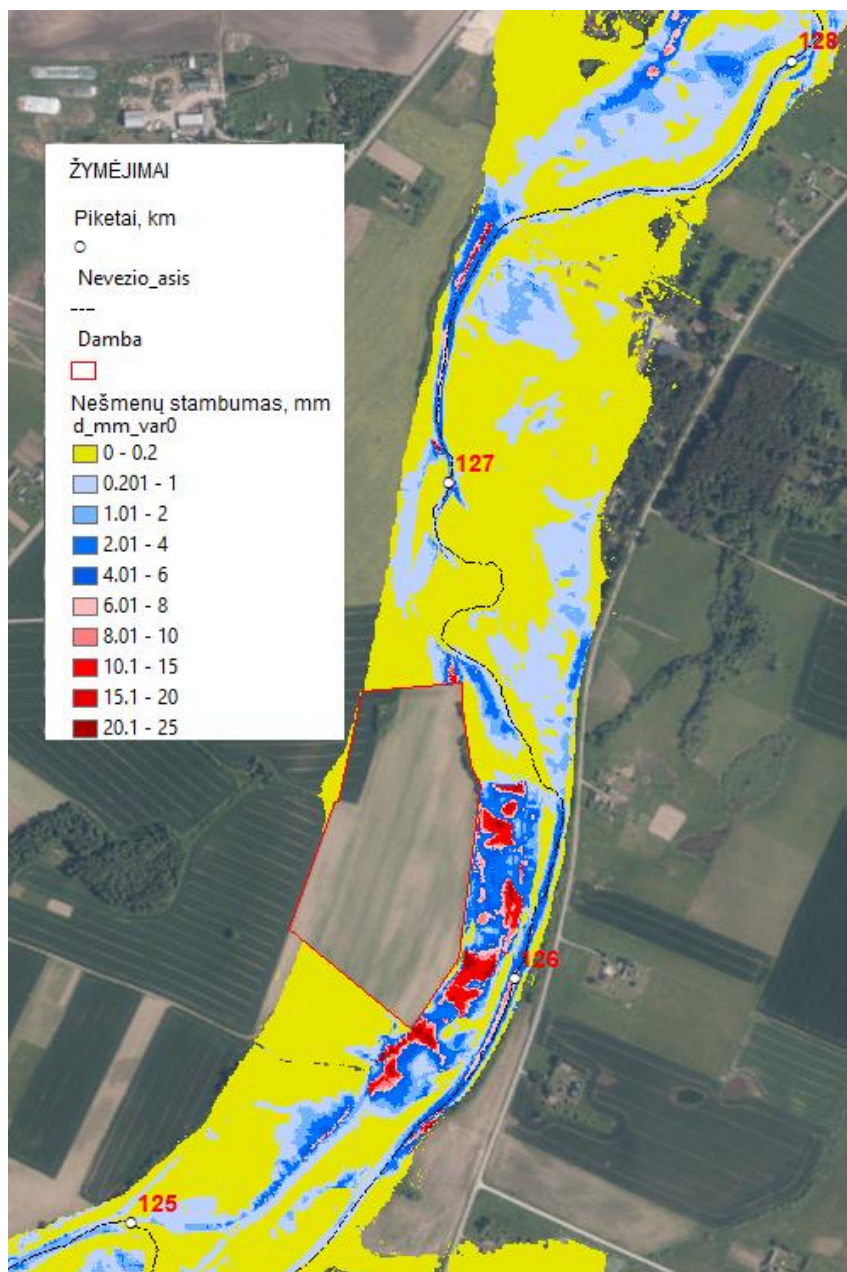 128
ŽYMĖJIMAI
Piketai, km
Nevezio_asis
Damba
Nešmenų stambumas, mm
d_mm_var0
0 - 0.2
0.201 - 1
1.01 - 2
2.01 - 4
4.01 - 6
6.01 - 8
8.01 - 10
10.1 - 15
15.1 - 20
20.1 - 25
127
126
125